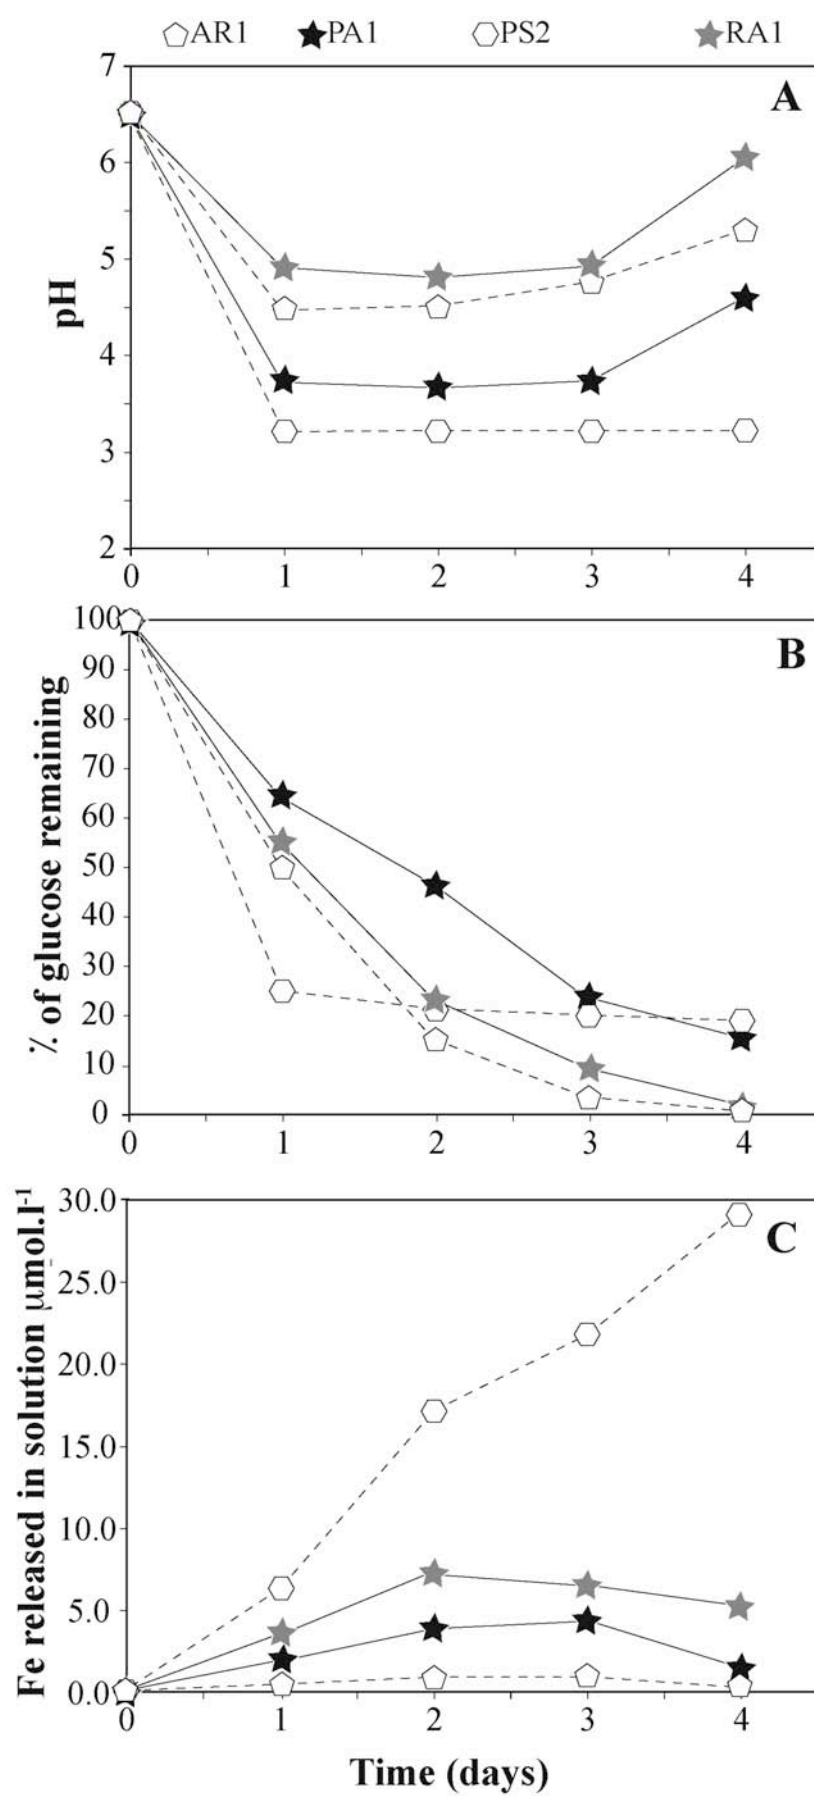 AR1 PA1 PS2 RA1
7
A
6
5
pH
4
3
2
0 1 2 3 4
100
B
90
80
70
60
50
40
30
20
10
0
% of glucose remaining
0 1 2 3 4
30.0
C
25.0
20.0
15.0
10.0
5.0
0.0
Fe released in solution µmol.l-1
0 1 2 3 4
Time (days)